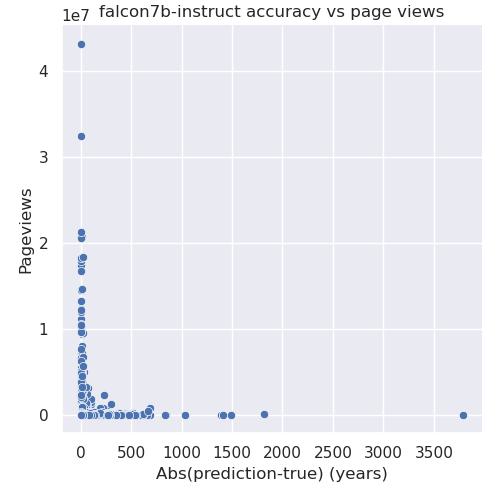 falcon7b-instruct accuracy vs page views
1e7
4
3
2
1
0
Pageviews
0 500 1000 1500 2000 2500 3000 3500
Abs(prediction-true) (years)